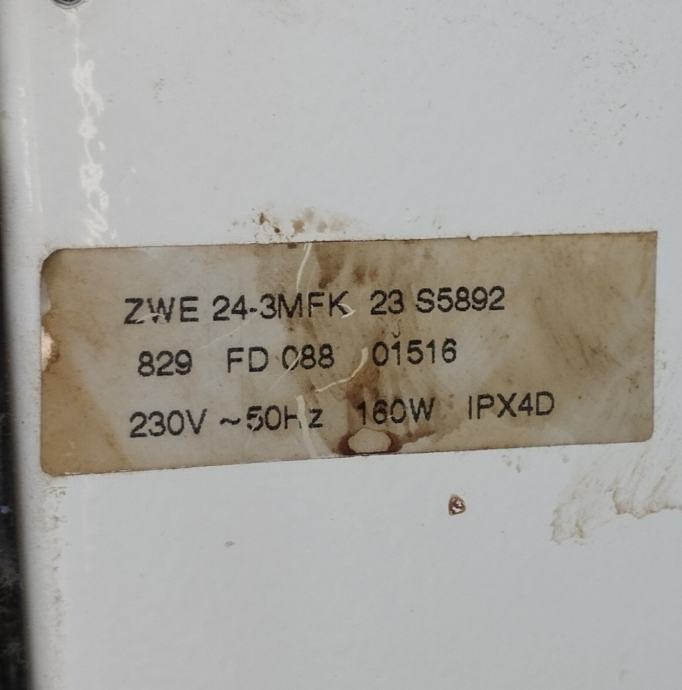 ZWE 24-3MFK 23 S5892
829 FD 088 01516
230V ~50Hz 160W IPX4D